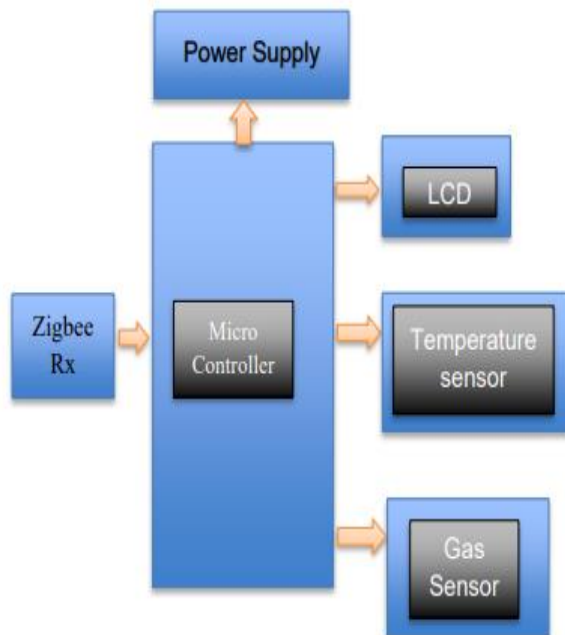 Power Supply
LCD
Zigbee
Rx
Micro
Controller
Temperature
sensor
Gas
Sensor